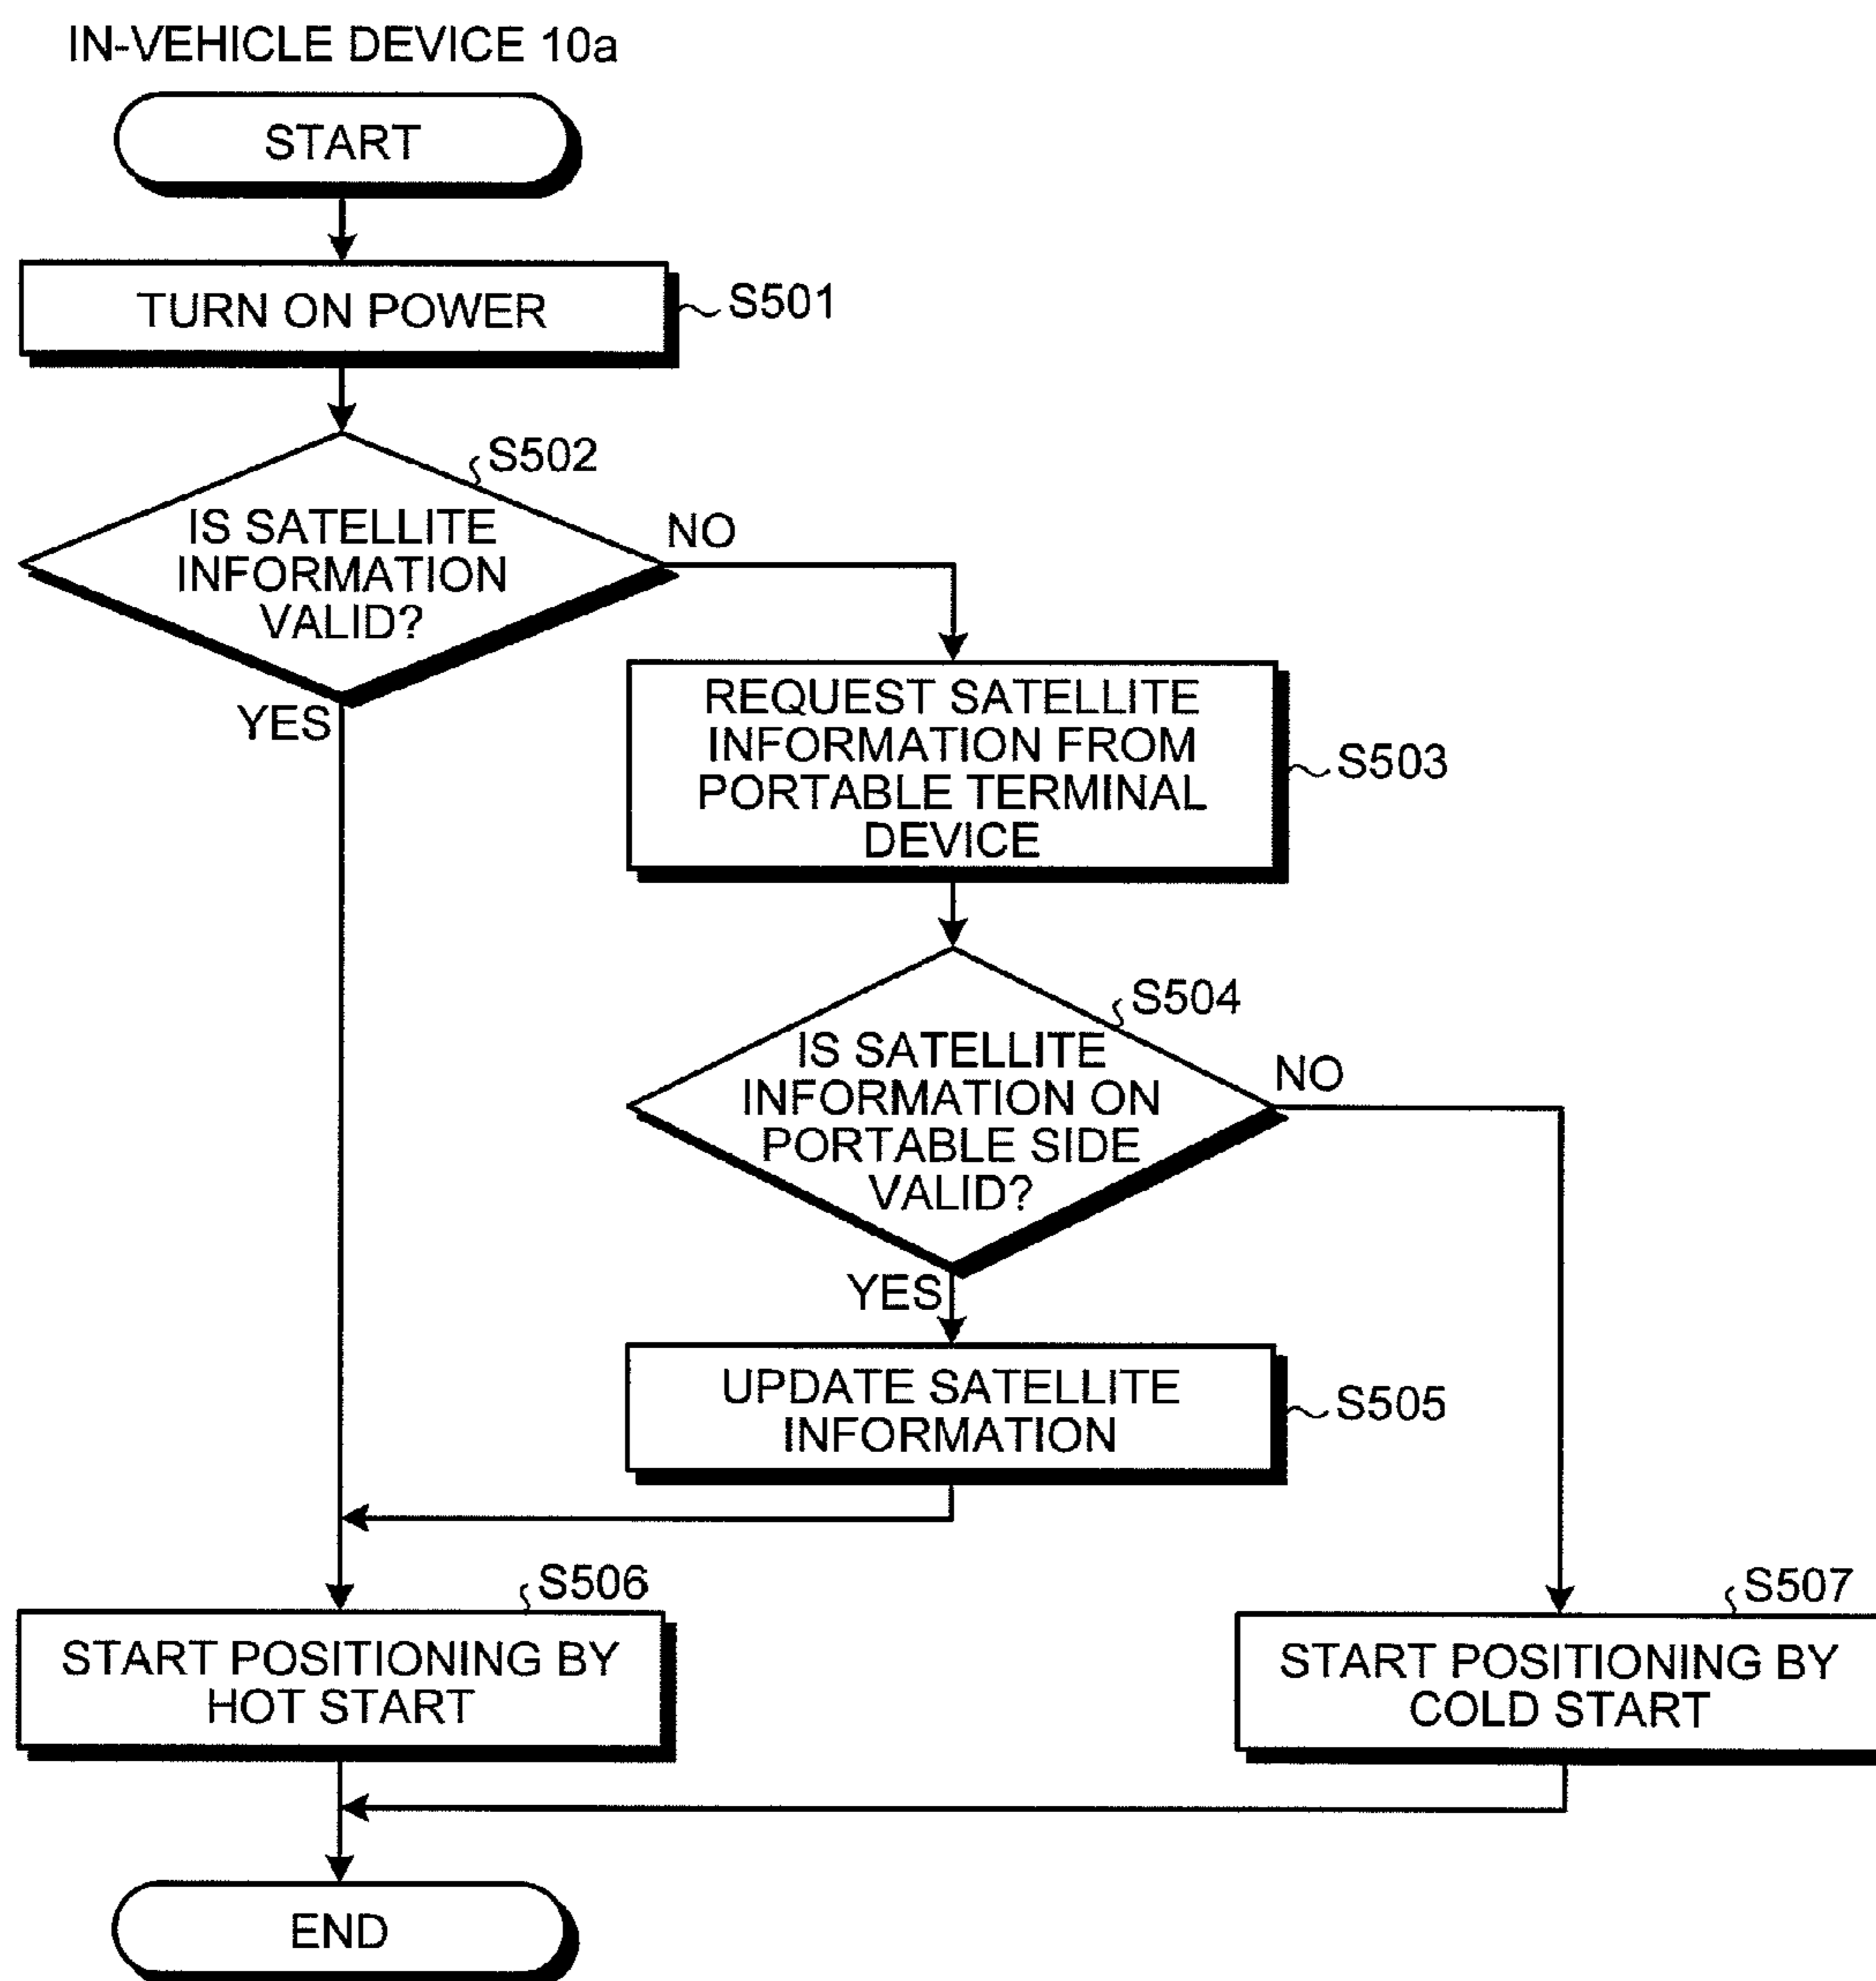 IN-VEHICLE DEVICE 10a
START
TURN ON POWER
S501
S502
IS SATELLITE
INFORMATION
VALID?
NO
YES
REQUEST SATELLITE
INFORMATION FROM
PORTABLE TERMINAL
DEVICE
S503
S504
IS SATELLITE
INFORMATION ON
PORTABLE SIDE
VALID?
NO
YES
UPDATE SATELLITE
INFORMATION
S505
S506
START POSITIONING BY
HOT START
S507
START POSITIONING BY
COLD START
END